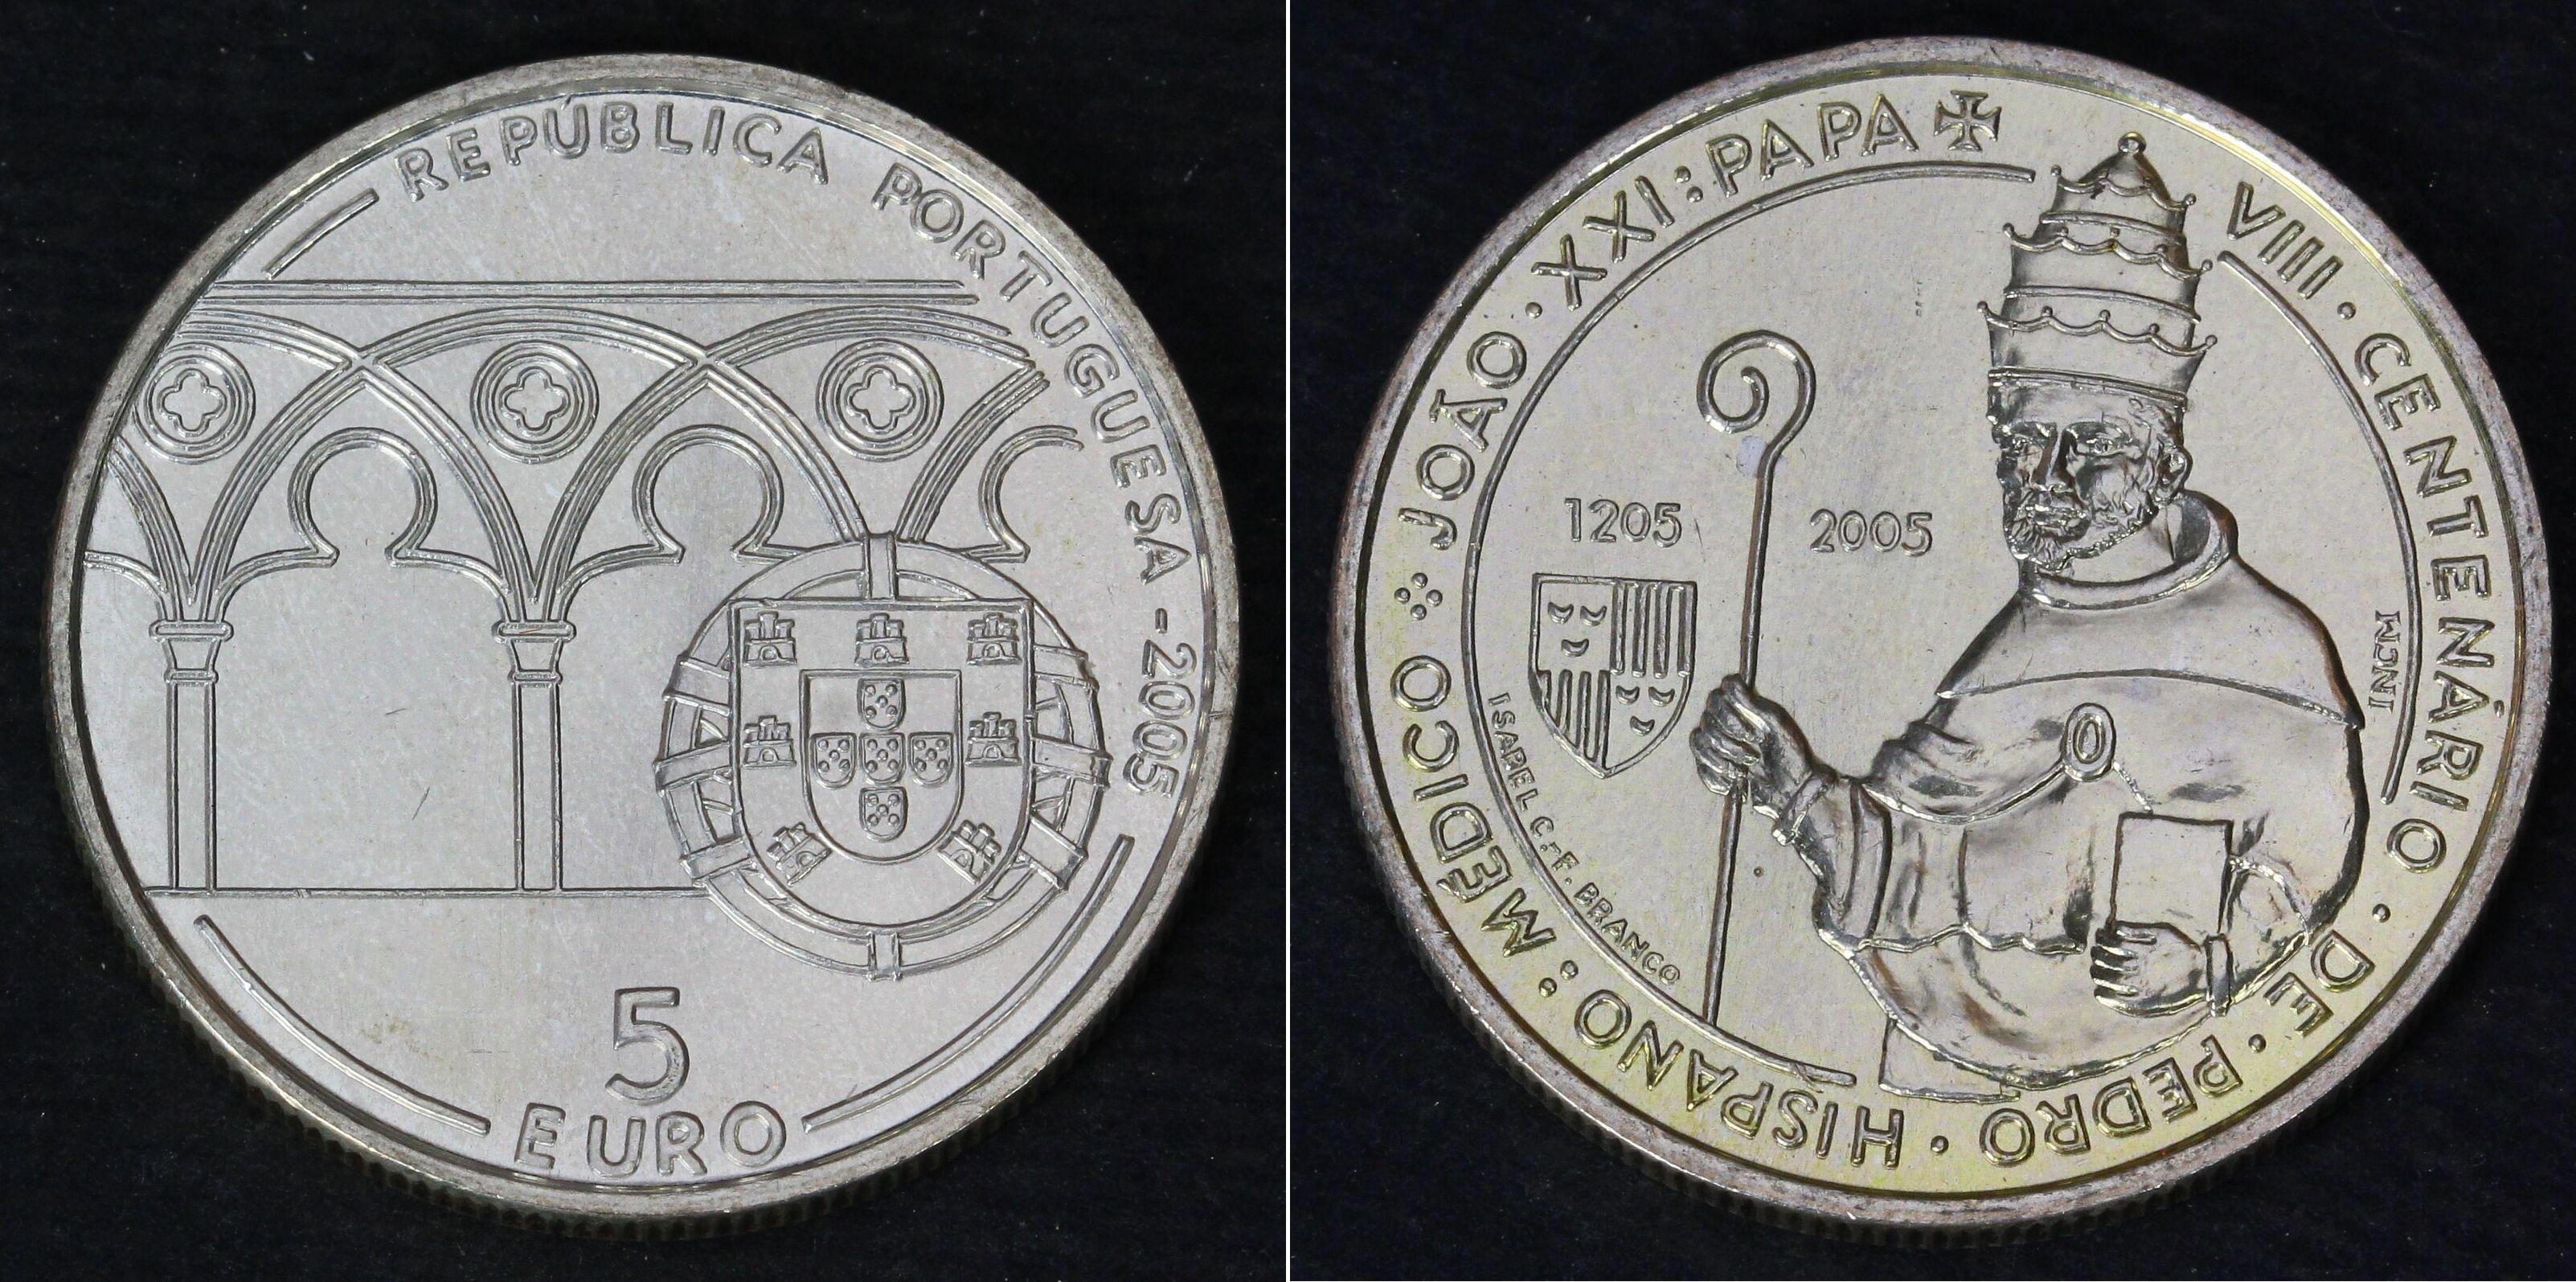 REPÚBLICA PORTUGUESA - 2005
5
EURO
VIII · CENTENÁRIO · DE · PEDRO · HISPANO : MÉDICO
JOÃO · XXI : PAPA
1205 2005
INCM
ISABEL C.-F. BRANCO